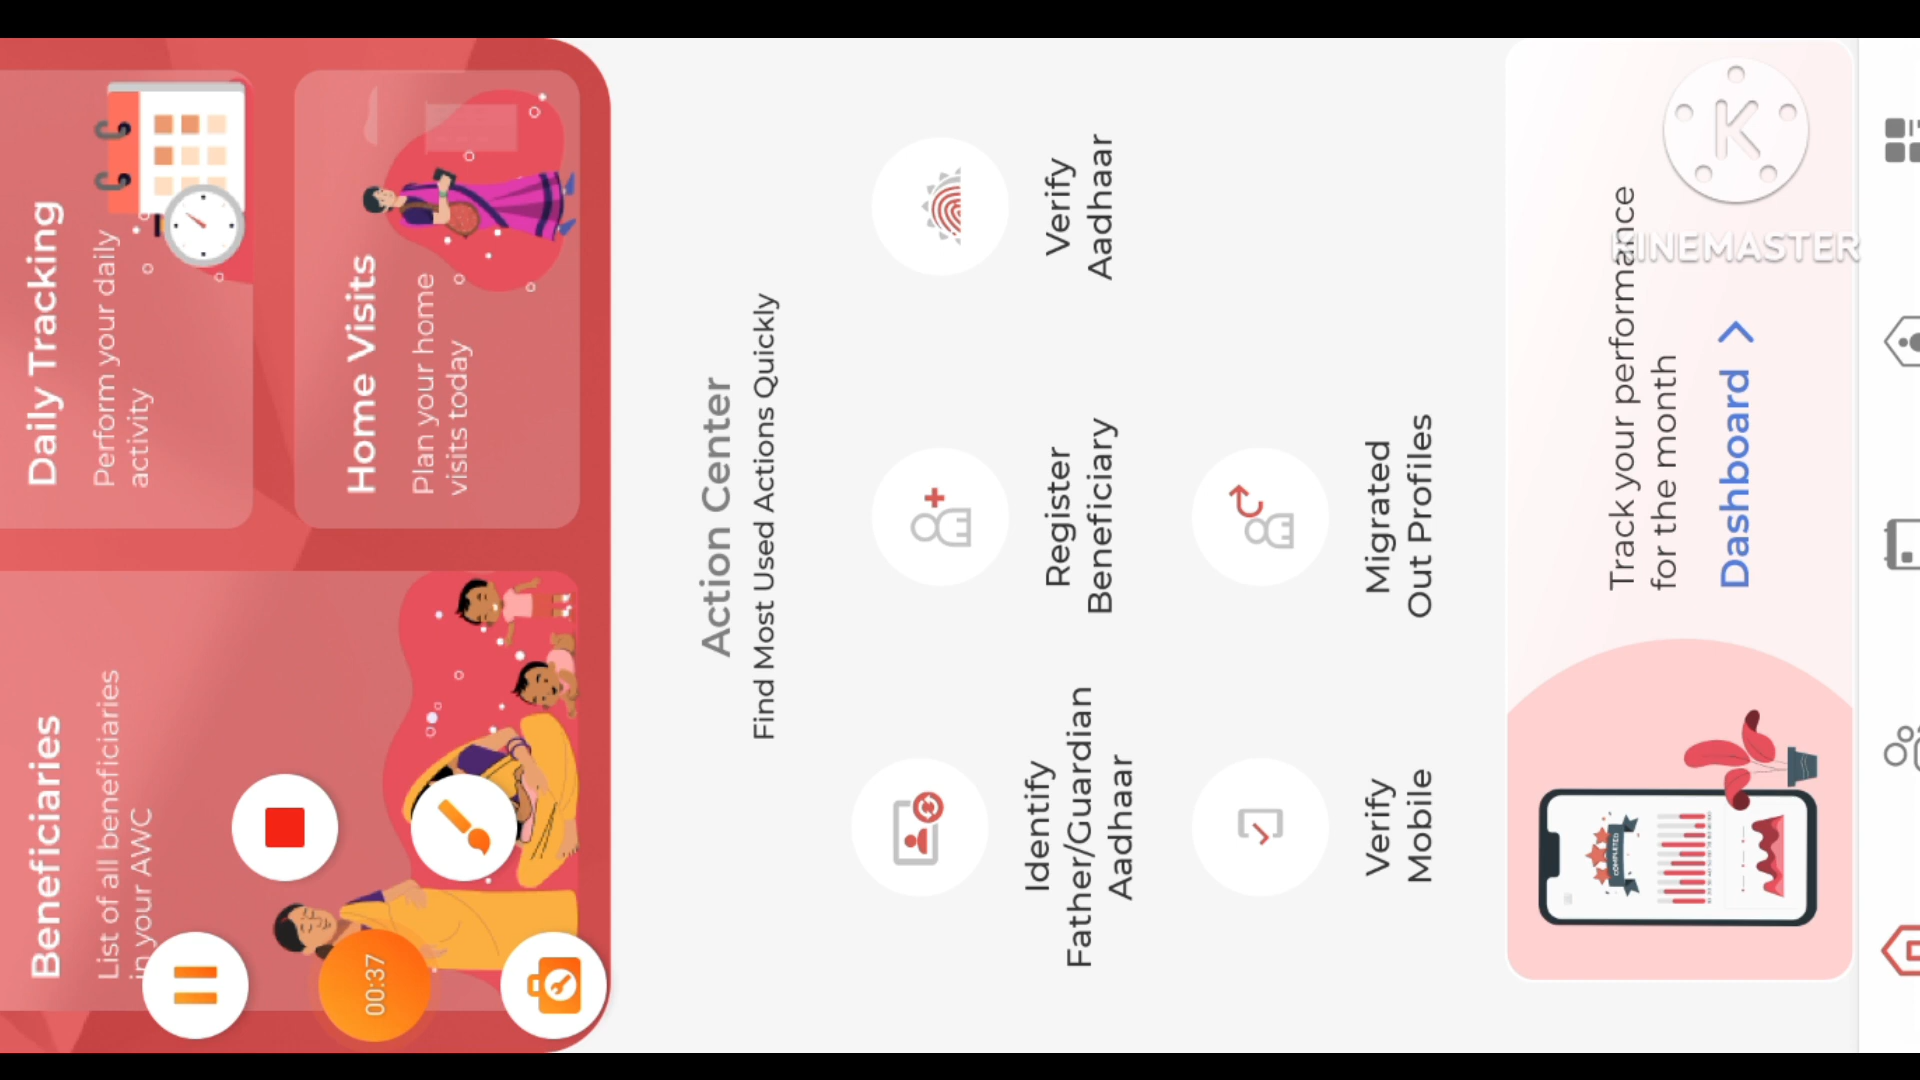 Beneficiaries
List of all beneficiaries
in your AWC
Daily Tracking
Perform your daily
activity
Home Visits
Plan your home
visits today
00:37
Action Center
Find Most Used Actions Quickly
Identify
Father/Guardian
Aadhaar
Register
Beneficiary
Verify
Aadhaar
Verify
Mobile
Migrated
Out Profiles
Track your performance
for the month
Dashboard
COMPLETED
K
KINEMASTER